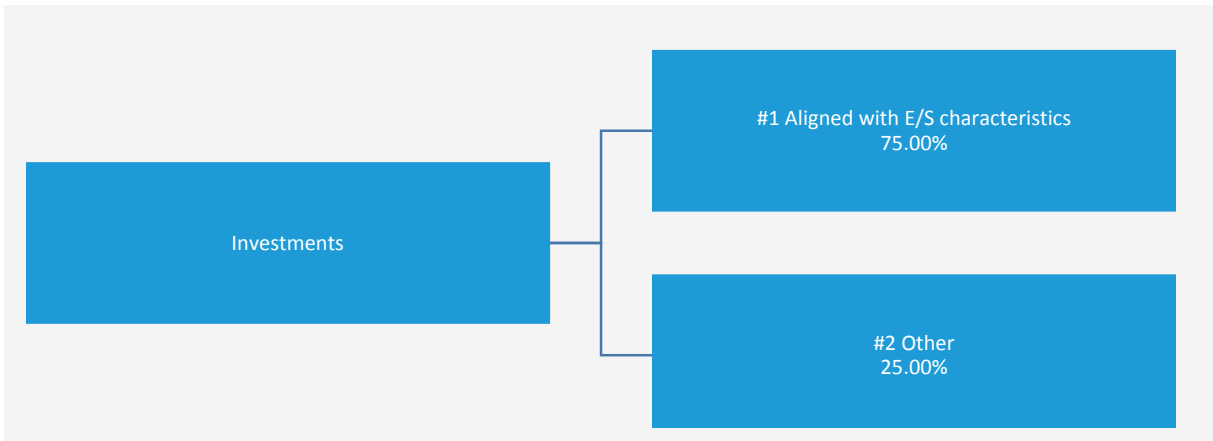 #1 Aligned with E/S characteristics
75.00%
Investments
#2 Other
25.00%